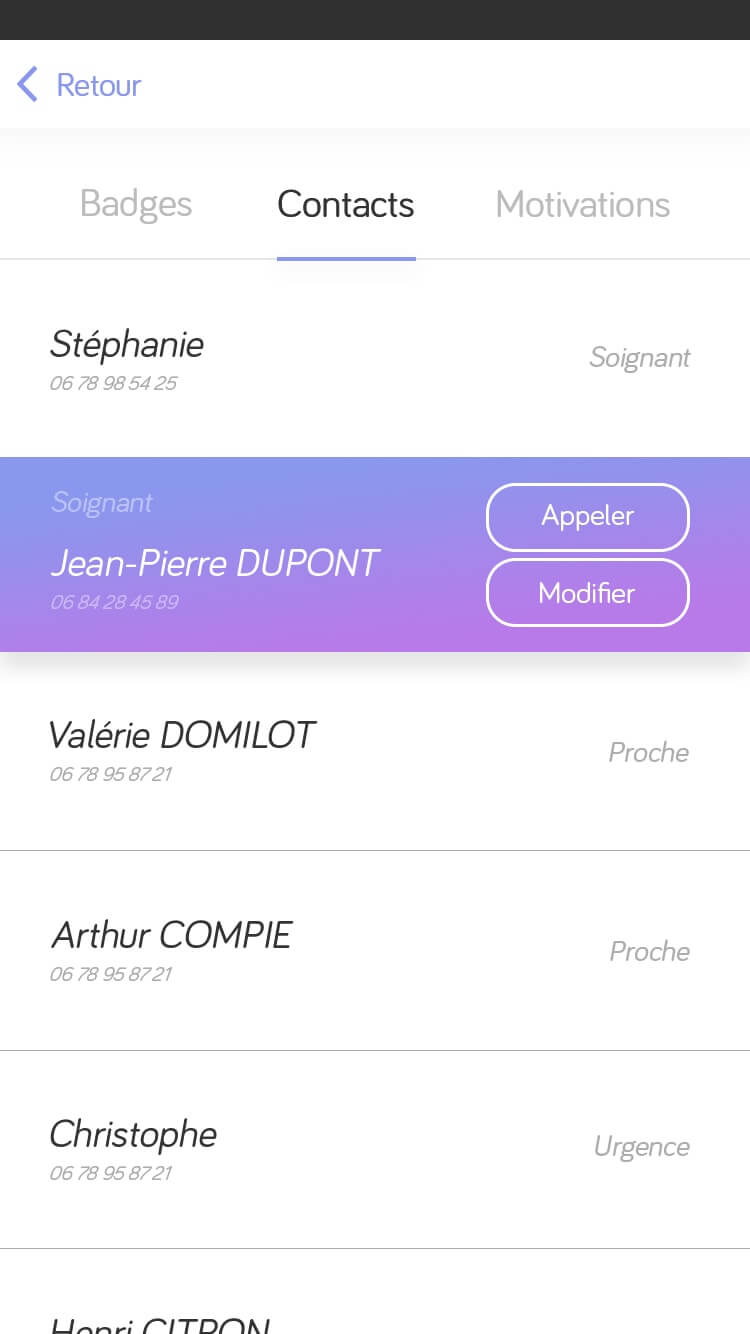 Retour
Badges Contacts Motivations
Stéphanie
06 78 98 54 25
Soignant
Soignant
Jean-Pierre DUPONT
06 84 28 45 89
Appeler
Modifier
Valérie DOMILOT
06 78 95 87 21
Proche
Arthur COMPIE
06 78 95 87 21
Proche
Christophe
06 78 95 87 21
Urgence
Henri CITRON